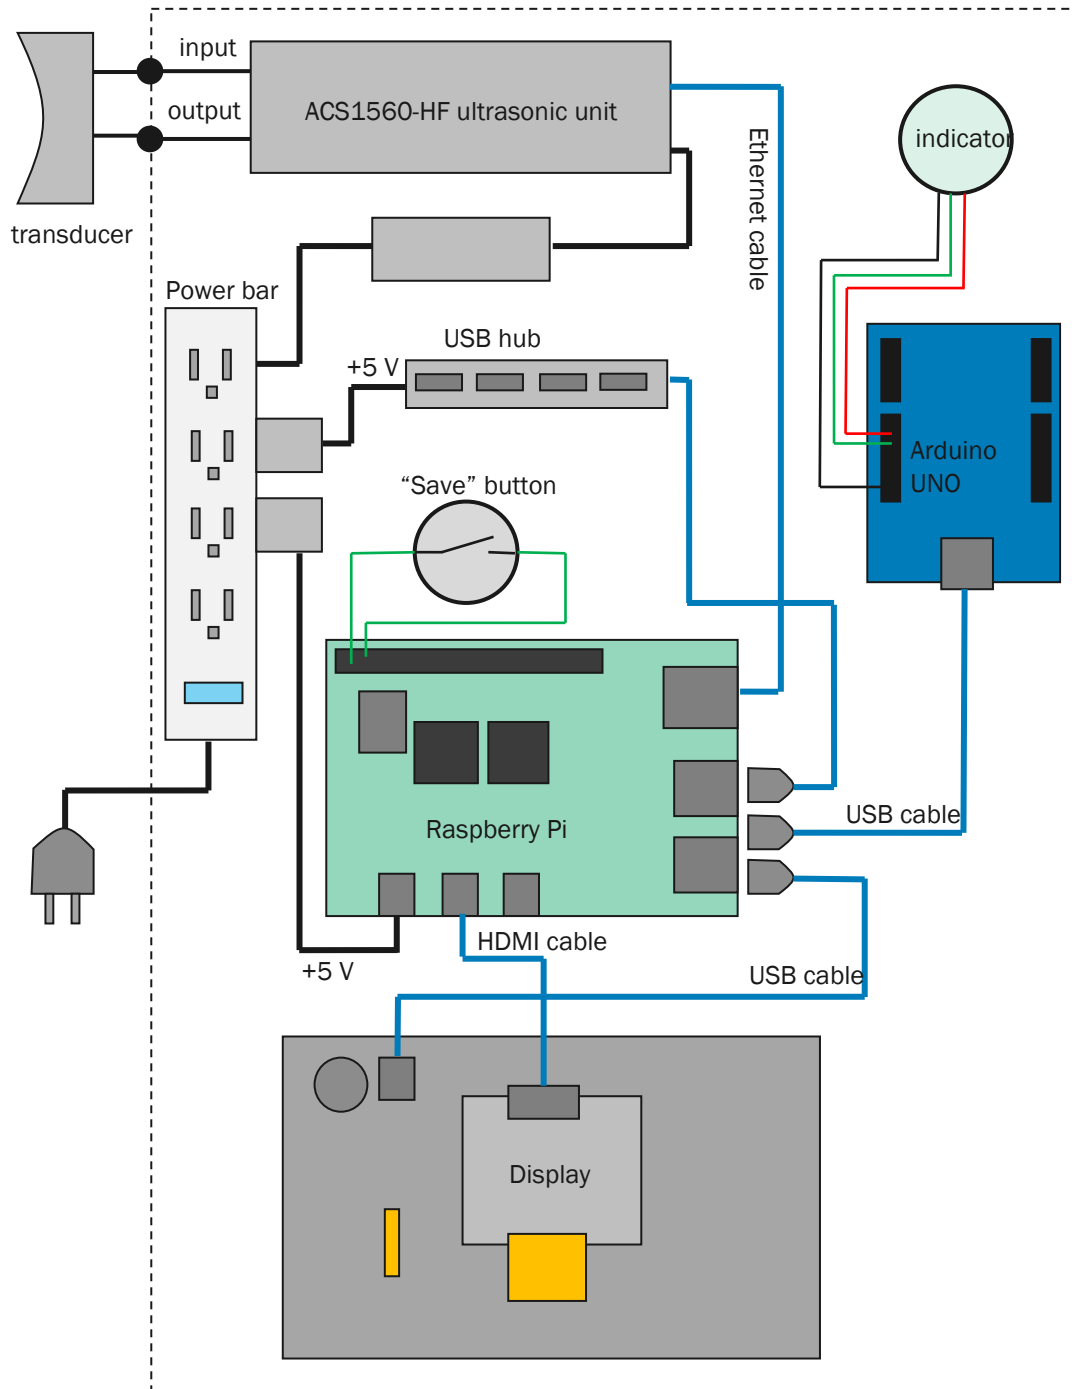 input
output
ACS1560-HF ultrasonic unit
transducer
Ethernet cable
indicator
Power bar
USB hub
+5 V
“Save” button
Arduino
UNO
Raspberry Pi
USB cable
HDMI cable
+5 V
USB cable
Display